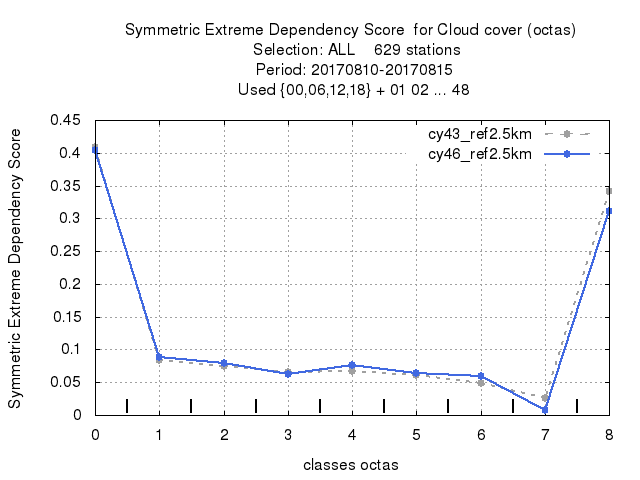 Symmetric Extreme Dependency Score  for Cloud cover (octas)
Selection: ALL    629 stations
Period: 20170810-20170815
Used {00,06,12,18} + 01 02 ... 48
Symmetric Extreme Dependency Score
0.45
0.4
0.35
0.3
0.25
0.2
0.15
0.1
0.05
0
cy43_ref2.5km
cy46_ref2.5km
0 1 2 3 4 5 6 7 8
classes octas